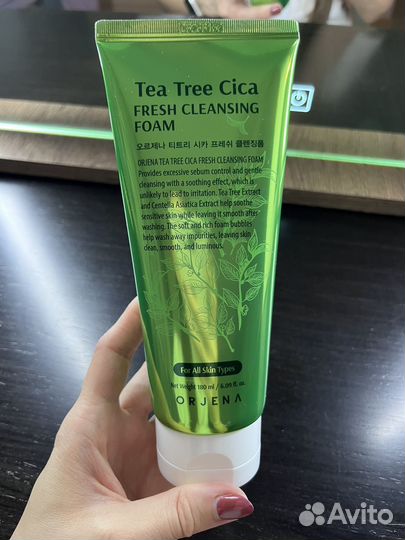 Tea Tree Cica
FRESH CLEANSING
FOAM
오르제나 티트리 시카 프레쉬 클렌징폼
ORJENA TEA TREE CICA FRESH CLEANSING FOAM
Provides excessive sebum control and gentle
cleansing with a soothing effect, which is
unlikely to lead to irritation. Tea Tree Extract
and Centella Asiatica Extract help soothe
sensitive skin while leaving it smooth after
washing. The soft and rich foam bubbles
help wash away impurities, leaving skin
clean, smooth, and luminous.
For All Skin Types
Net Weight 180 ml / 6.09 fl. oz.
ORJENA
Avito